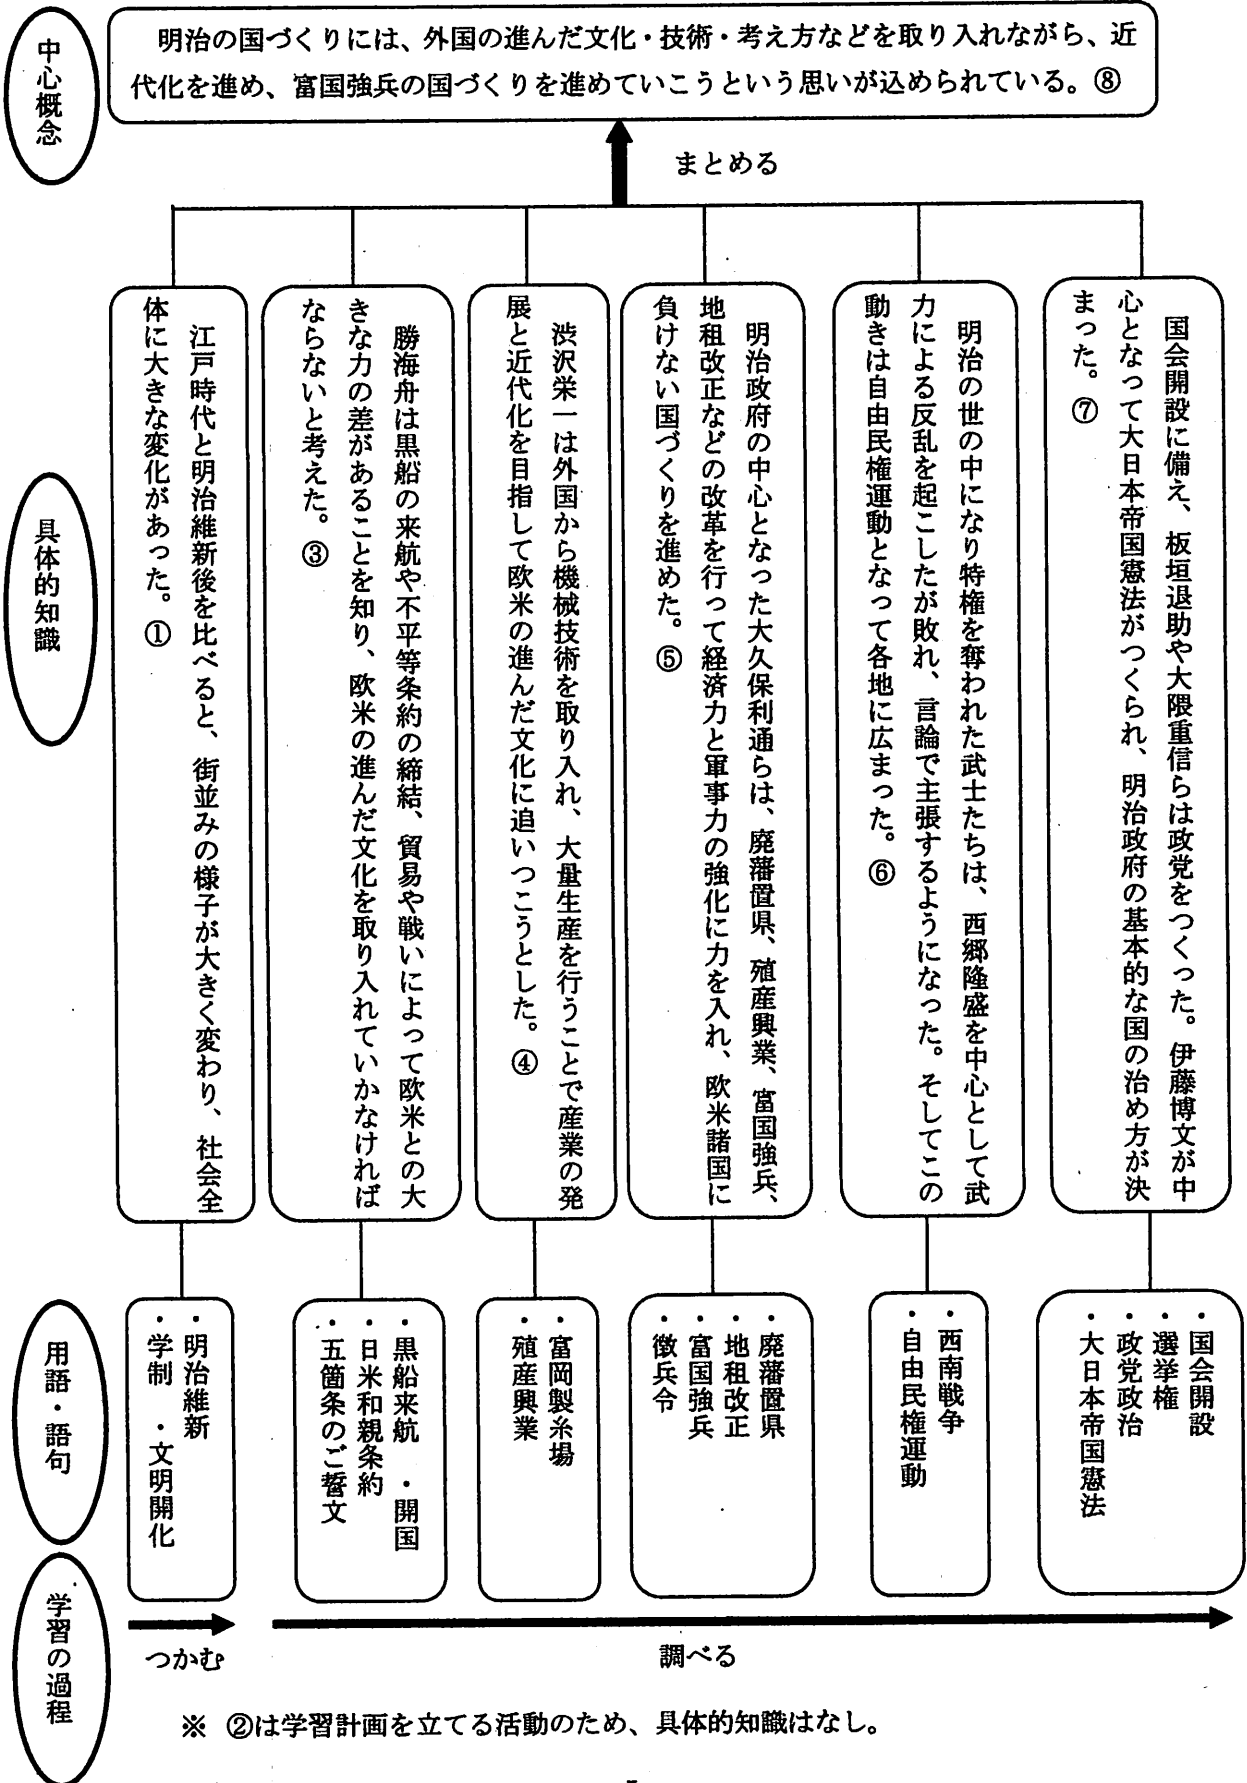 中心概念
　明治の国づくりには、外国の進んだ文化・技術・考え方などを取り入れながら、近
代化を進め、富国強兵の国づくりを進めていこうという思いが込められている。⑧
まとめる
具体的知識
　江戸時代と明治維新後を比べると、街並みの様子が大きく変わり、社会全
体に大きな変化があった。①
　勝海舟は黒船の来航や不平等条約の締結、貿易や戦いによって欧米との大
きな力の差があることを知り、欧米の進んだ文化を取り入れていかなければ
ならないと考えた。③
　渋沢栄一は外国から機械技術を取り入れ、大量生産を行うことで産業の発
展と近代化を目指して欧米の進んだ文化に追いつこうとした。④
　明治政府の中心となった大久保利通らは、廃藩置県、殖産興業、富国強兵、
地租改正などの改革を行って経済力と軍事力の強化に力を入れ、欧米諸国に
負けない国づくりを進めた。⑤
　明治の世の中になり特権を奪われた武士たちは、西郷隆盛を中心として武
力による反乱を起こしたが敗れ、言論で主張するようになった。そしてこの
動きは自由民権運動となって各地に広まった。⑥
　国会開設に備え、板垣退助や大隈重信らは政党をつくった。伊藤博文が中
心となって大日本帝国憲法がつくられ、明治政府の基本的な国の治め方が決
まった。⑦
用語・語句
・明治維新
・学制　・文明開化
・黒船来航　・開国
・日米和親条約
・五箇条のご誓文
・富岡製糸場
・殖産興業
・廃藩置県
・地租改正
・富国強兵
・徴兵令
・西南戦争
・自由民権運動
・国会開設
・選挙権
・政党政治
・大日本帝国憲法
学習の過程
つかむ
調べる
※　②は学習計画を立てる活動のため、具体的知識はなし。